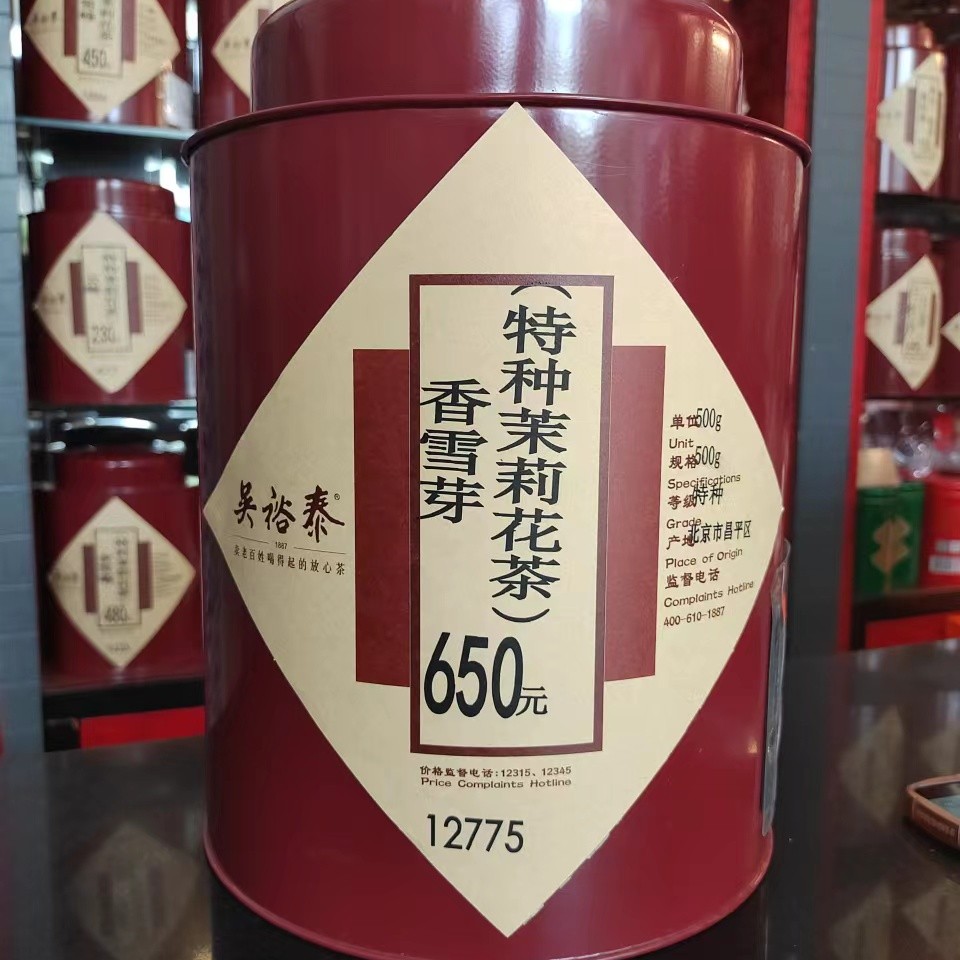 吴裕泰®
1887
做老百姓喝得起的放心茶
(特种茉莉花茶)
香雪芽
650元
单位500g
Unit
规格500g
Specifications
等级特种
Grade
产地北京市昌平区
Place of Origin
监督电话
Complaints Hotline
400-610-1887
价格监督电话:12315、12345
Price Complaints Hotline
12775
450
230
480